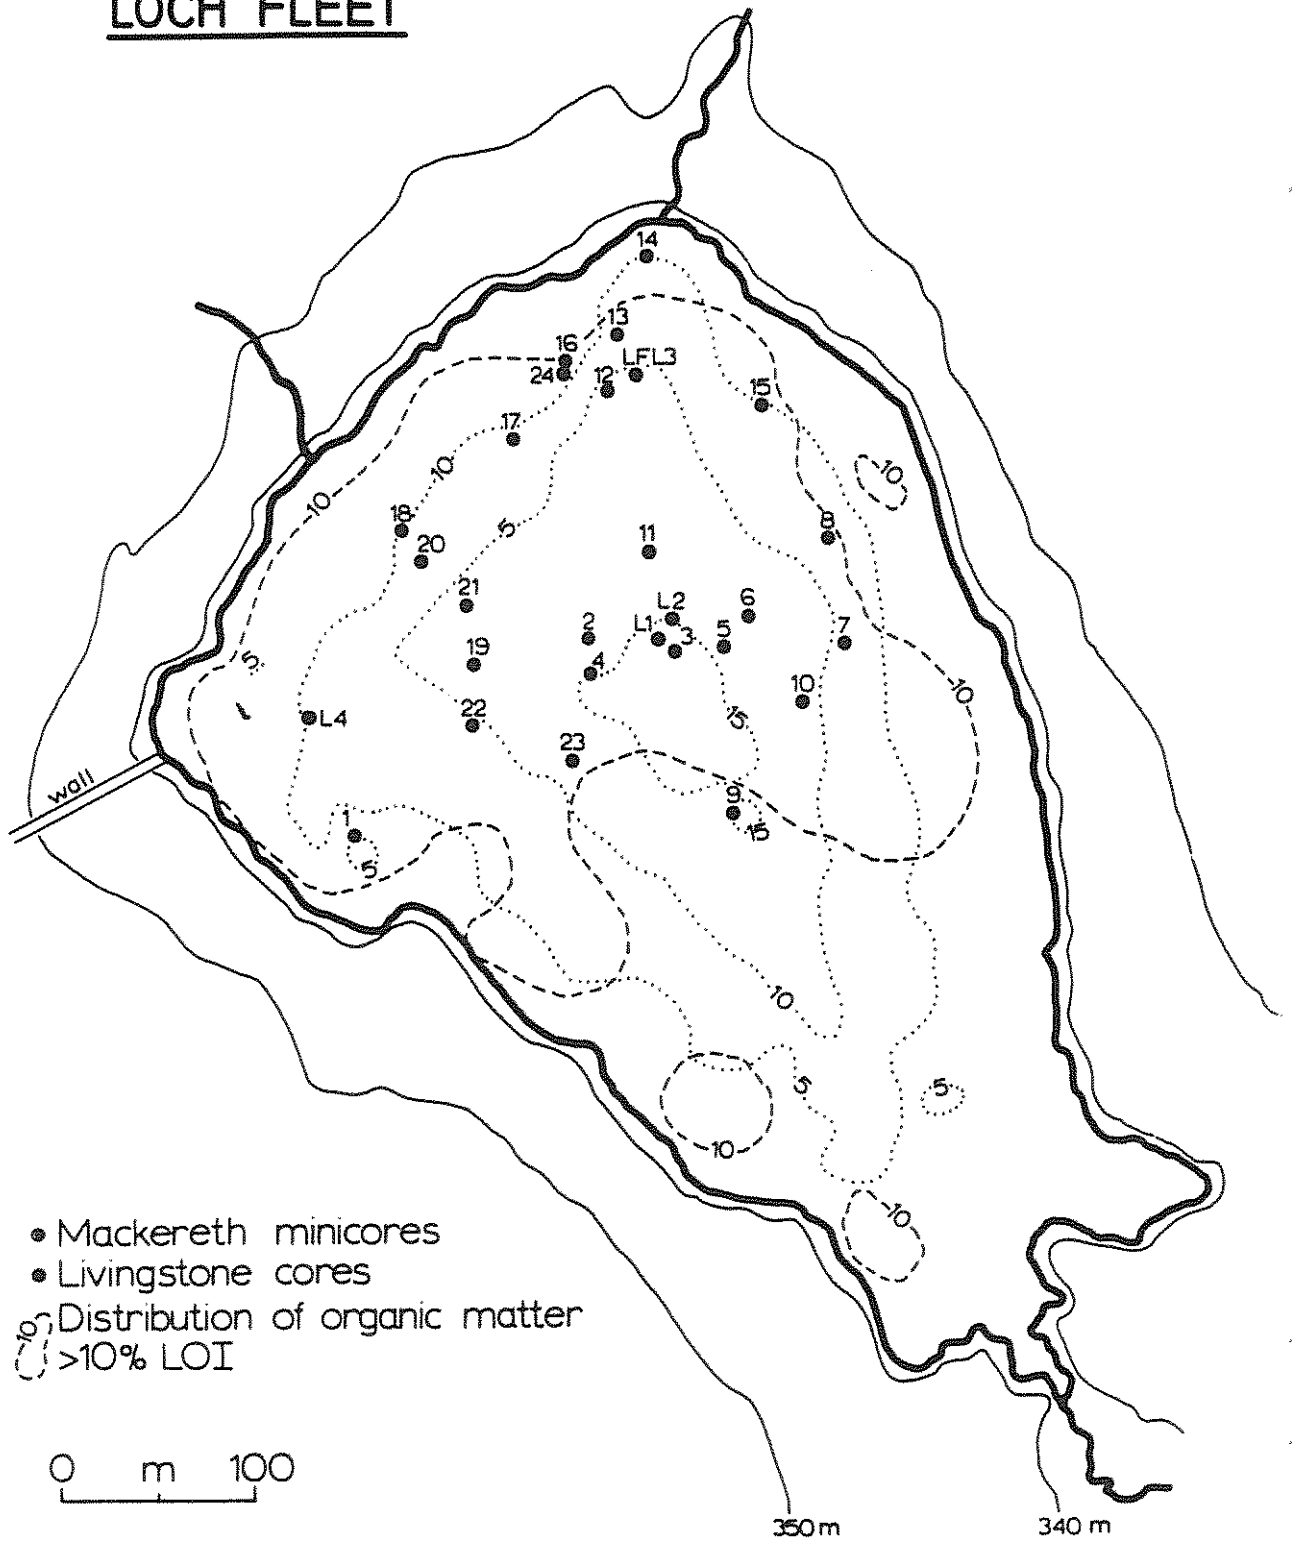 LOCH FLEET
14
13
16
LFL3
24
12
15
17
10
10
10
18
5
8
11
20
21
L2
6
2
L1
3
5
7
5
19
4
10
10
L4
22
15
23
wall
9
1
15
5
10
5
5
10
10
Mackereth minicores
Livingstone cores
10 Distribution of organic matter
>10% LOI
0 m 100
350 m
340 m